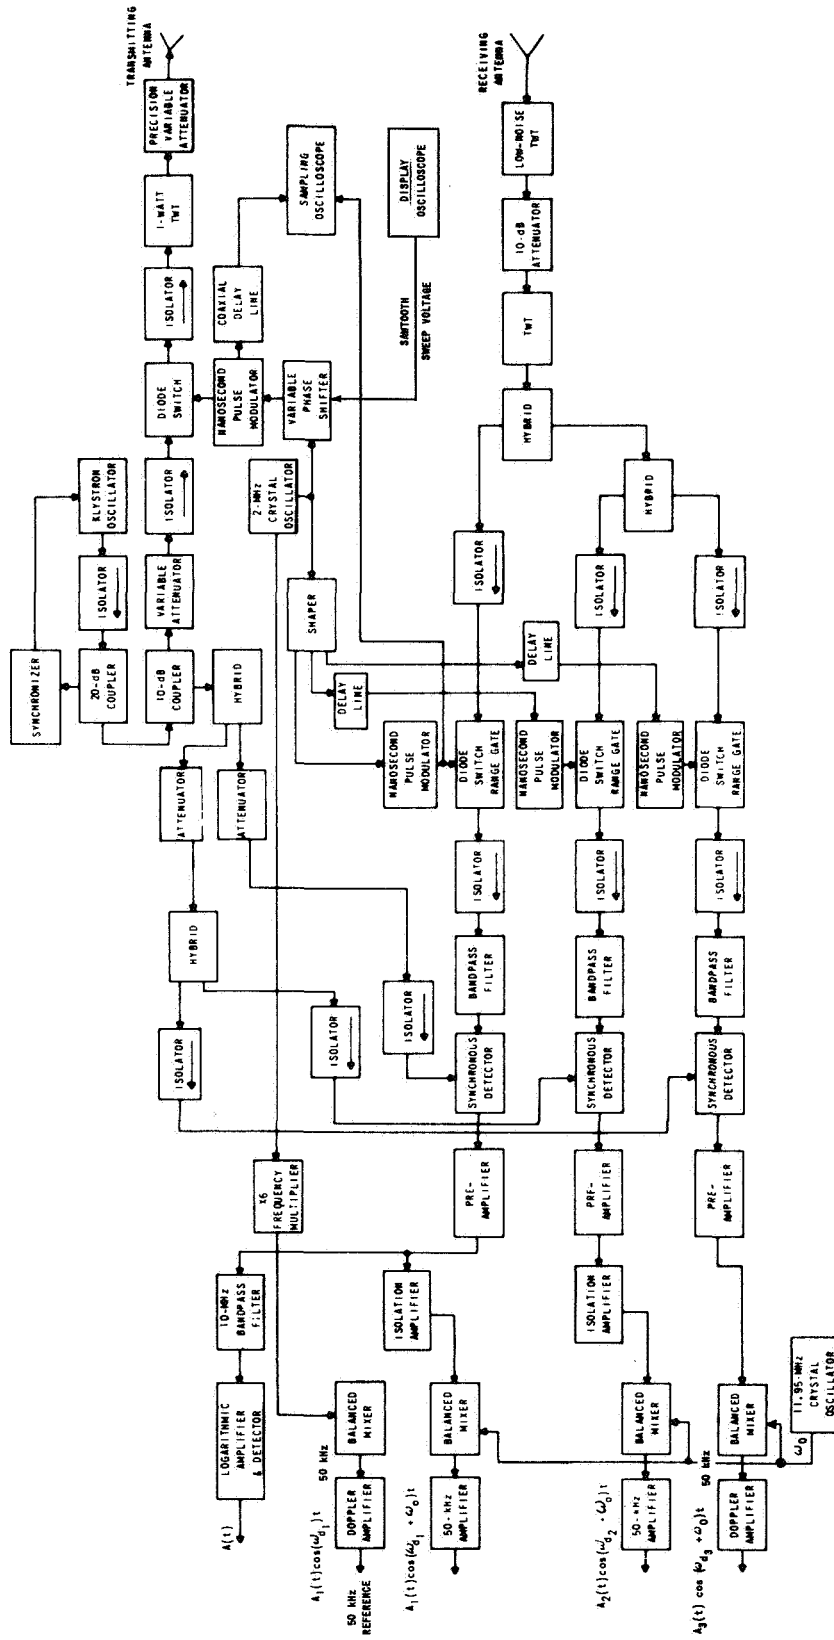 TRANSMITTING
ANTENNA
PRECISION
VARIABLE
ATTENUATOR
1-WATT
TWT
ISOLATOR
DIODE
SWITCH
ISOLATOR
VARIABLE
ATTENUATOR
10-dB
COUPLER
HYBRID
KLYSTRON
OSCILLATOR
ISOLATOR
20-dB
COUPLER
SYNCHRONIZER
SAMPLING
OSCILLOSCOPE
COAXIAL
DELAY
LINE
NANOSECOND
PULSE
MODULATOR
VARIABLE
PHASE
SHIFTER
2-MHz
CRYSTAL
OSCILLATOR
DISPLAY
OSCILLOSCOPE
SAWTOOTH
SWEEP VOLTAGE
SHAPER
DELAY
LINE
DELAY
LINE
ATTENUATOR
ATTENUATOR
HYBRID
ISOLATOR
ISOLATOR
ISOLATOR
RECEIVING
ANTENNA
LOW-NOISE
TWT
10-dB
ATTENUATOR
TWT
HYBRID
HYBRID
ISOLATOR
ISOLATOR
ISOLATOR
NANOSECOND
PULSE
MODULATOR
DIODE
SWITCH
RANGE GATE
NANOSECOND
PULSE
MODULATOR
DIODE
SWITCH
RANGE GATE
NANOSECOND
PULSE
MODULATOR
DIODE
SWITCH
RANGE GATE
ISOLATOR
ISOLATOR
ISOLATOR
BANDPASS
FILTER
BANDPASS
FILTER
BANDPASS
FILTER
SYNCHRONOUS
DETECTOR
SYNCHRONOUS
DETECTOR
SYNCHRONOUS
DETECTOR
PRE-
AMPLIFIER
PRE-
AMPLIFIER
PRE-
AMPLIFIER
X6
FREQUENCY
MULTIPLIER
10-MHz
BANDPASS
FILTER
ISOLATION
AMPLIFIER
ISOLATION
AMPLIFIER
LOGARITHMIC
AMPLIFIER
& DETECTOR
BALANCED
MIXER
BALANCED
MIXER
BALANCED
MIXER
BALANCED
MIXER
11.95-MHz
CRYSTAL
OSCILLATOR
ω0
50 kHz
50 kHz
DOPPLER
AMPLIFIER
50-kHz
AMPLIFIER
50-kHz
AMPLIFIER
DOPPLER
AMPLIFIER
A(t)
A1(t)cos(ωd1)t
50 kHz
REFERENCE
A1(t)cos(ωd1 + ω0)t
A3(t) cos (ωd3 + ω0)t